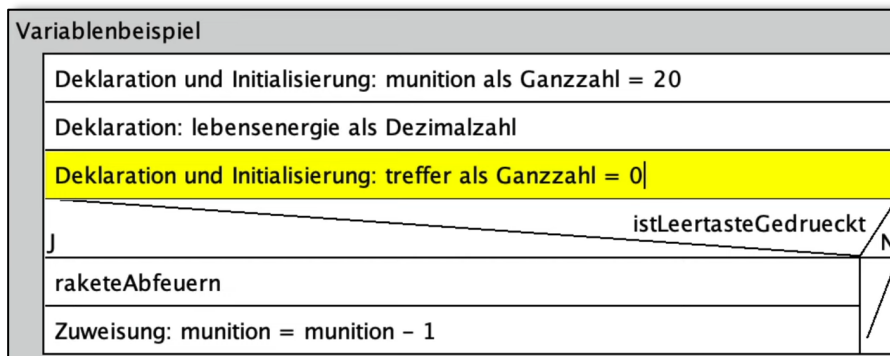 Variablenbeispiel
Deklaration und Initialisierung: munition als Ganzzahl = 20
Deklaration: lebensenergie als Dezimalzahl
Deklaration und Initialisierung: treffer als Ganzzahl = 0
istLeertasteGedrueckt
J
N
raketeAbfeuern
Zuweisung: munition = munition - 1